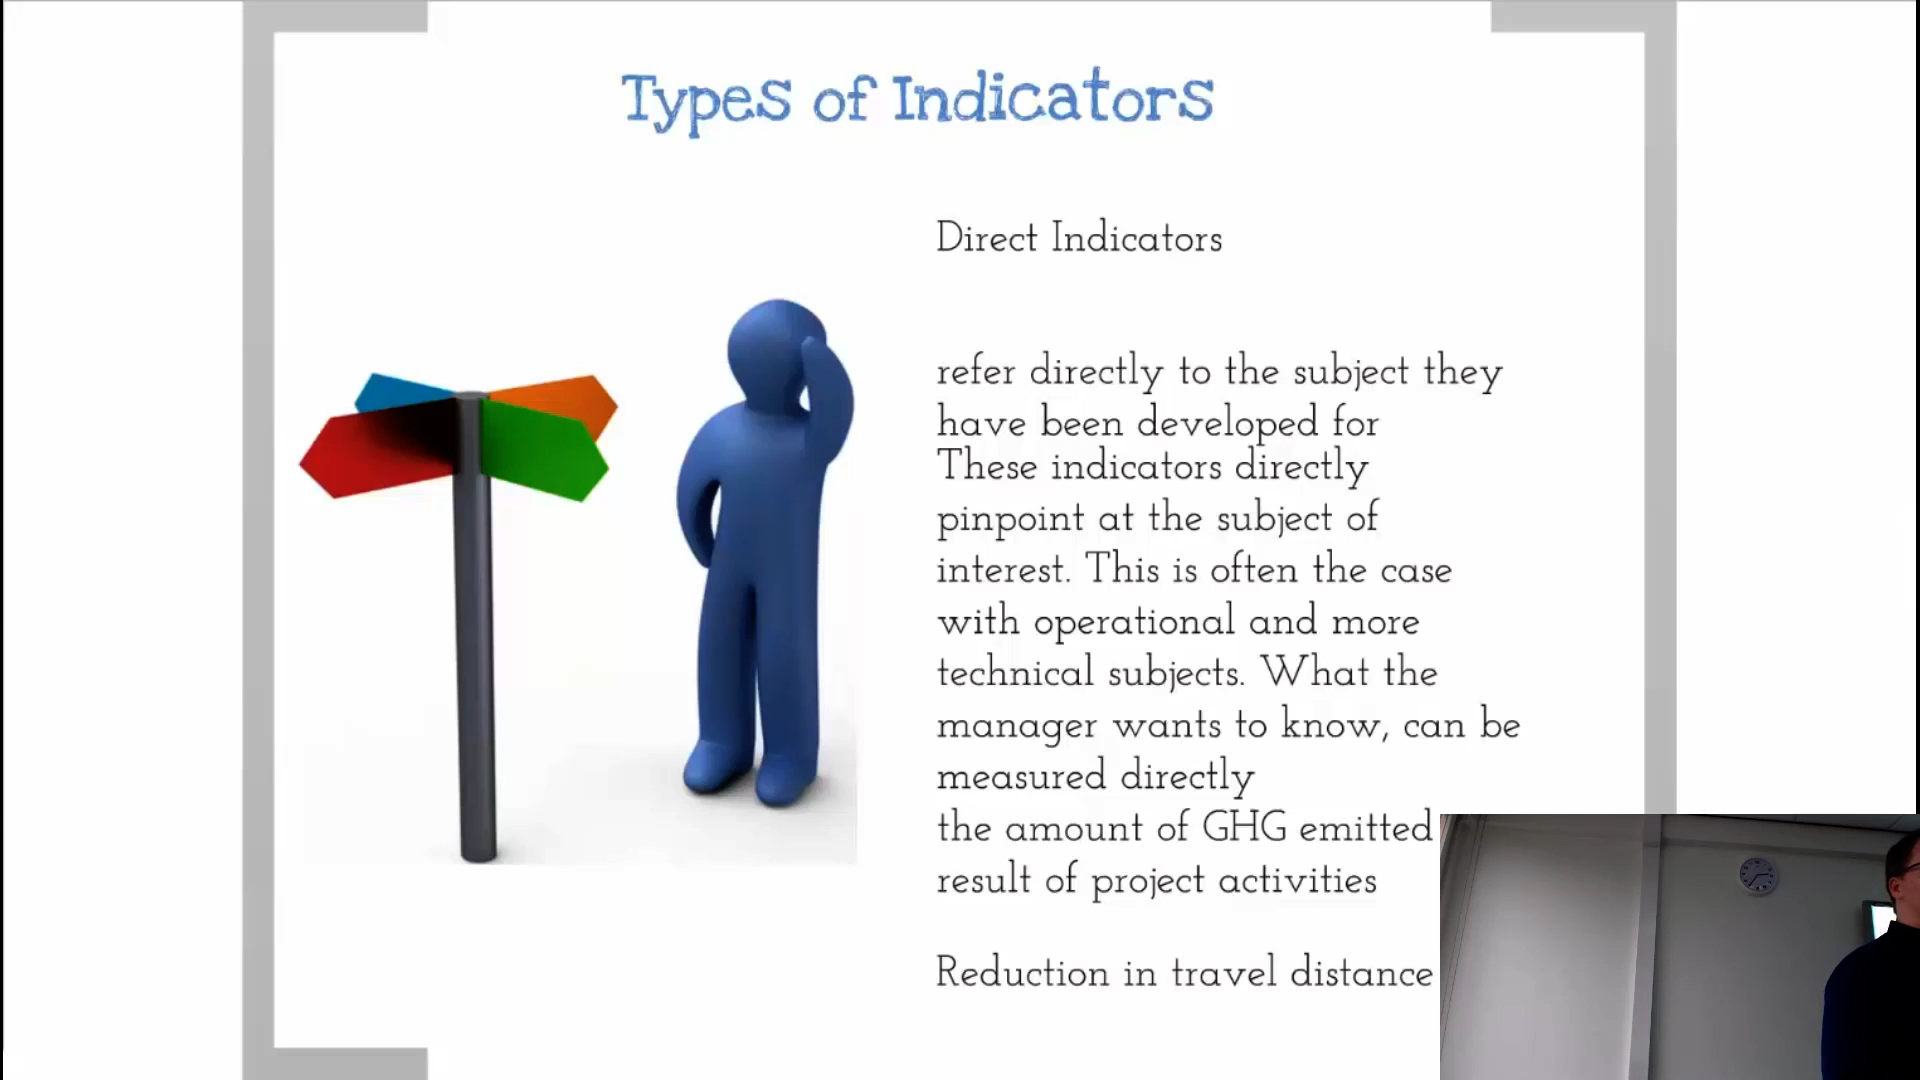 Types of Indicators
Direct Indicators
refer directly to the subject they
have been developed for
These indicators directly
pinpoint at the subject of
interest. This is often the case
with operational and more
technical subjects. What the
manager wants to know, can be
measured directly
the amount of GHG emitted
result of project activities
Reduction in travel distance